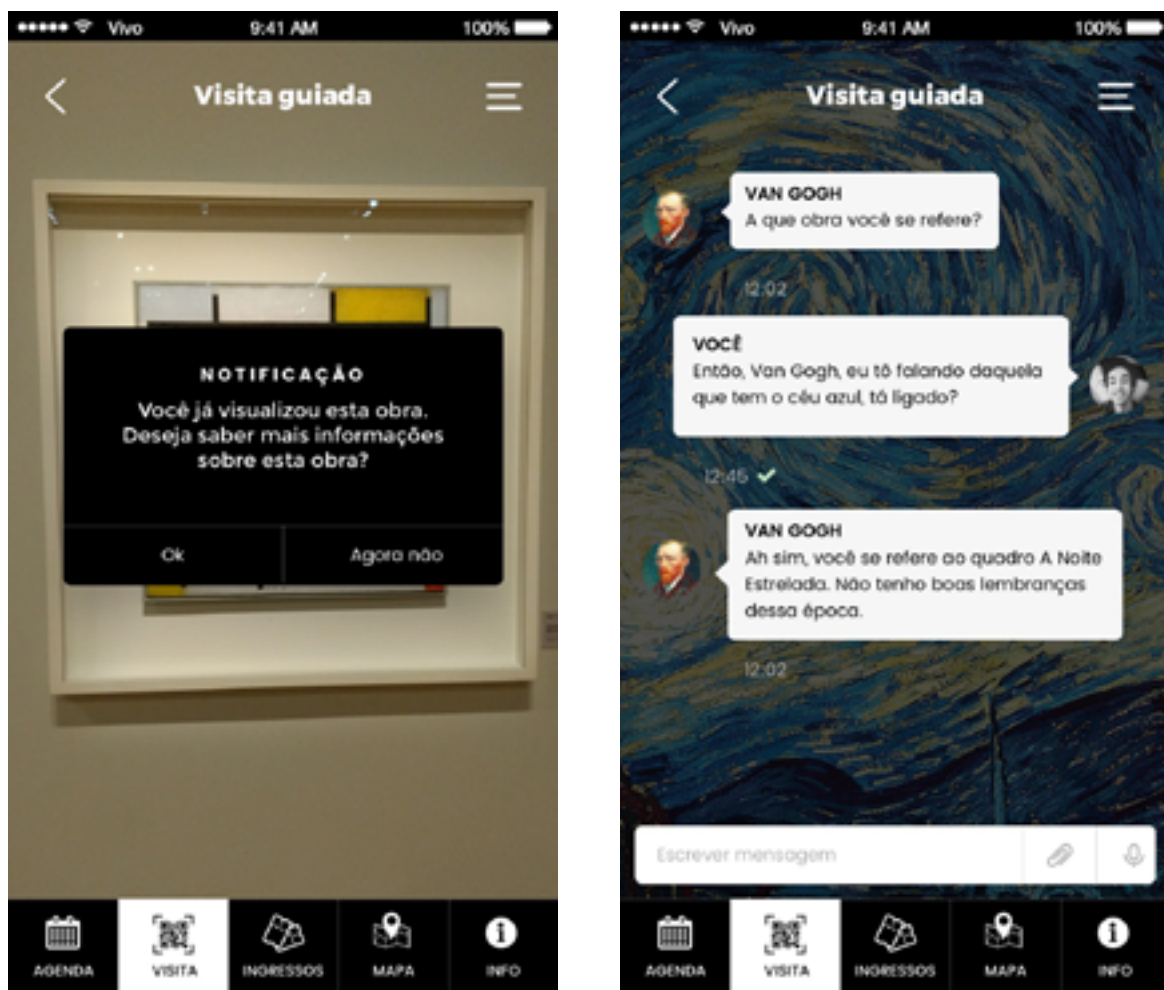 Vivo 9:41 AM 100%
Visita guiada
NOTIFICAÇÃO
Você já visualizou esta obra.
Deseja saber mais informações
sobre esta obra?
Ok Agora não
AGENDA VISITA INGRESSOS MAPA INFO
Vivo 9:41 AM 100%
Visita guiada
VAN GOGH
A que obra você se refere?
12:02
VOCÊ
Então, Van Gogh, eu tô falando daquela
que tem o céu azul, tá ligado?
12:45
VAN GOGH
Ah sim, você se refere ao quadro A Noite
Estrelada. Não tenho boas lembranças
dessa época.
12:02
Escrever mensagem
AGENDA VISITA INGRESSOS MAPA INFO